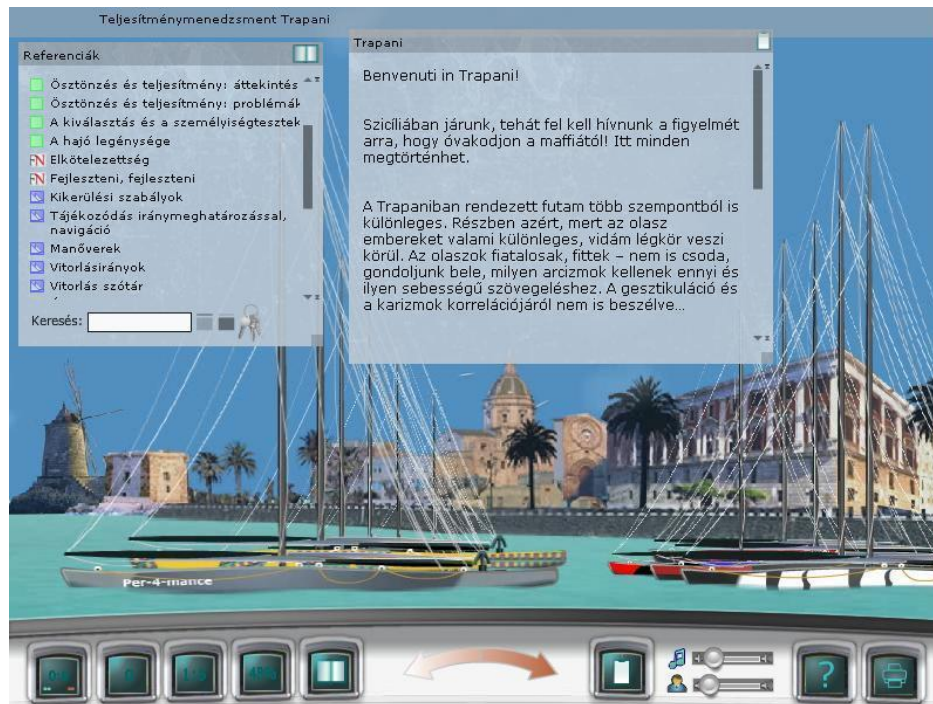 Teljesítménymenedzsment Trapani
Referenciák
Ösztönzés és teljesítmény: áttekintés
Ösztönzés és teljesítmény: problémák
A kiválasztás és a személyiségtesztek
A hajó legénysége
Elkötelezettség
Fejleszteni, fejleszteni
Kikerülési szabályok
Tájékozódás iránymeghatározással,
navigáció
Manőverek
Vitorlásirányok
Vitorlás szótár
Keresés:
Trapani
Benvenuti in Trapani!
Szicíliában járunk, tehát fel kell hívnunk a figyelmét
arra, hogy óvakodjon a maffiától! Itt minden
megtörténhet.
A Trapaniban rendezett futam több szempontból is
különleges. Részben azért, mert az olasz
embereket valami különleges, vidám légkör veszi
körül. Az olaszok fiatalosak, fittek – nem is csoda,
gondoljunk bele, milyen arcizmok kellenek ennyi és
ilyen sebességű szövegeléshez. A gesztikuláció és
a karizmok korrelációjáról nem is beszélve...
Per-4-mance
?